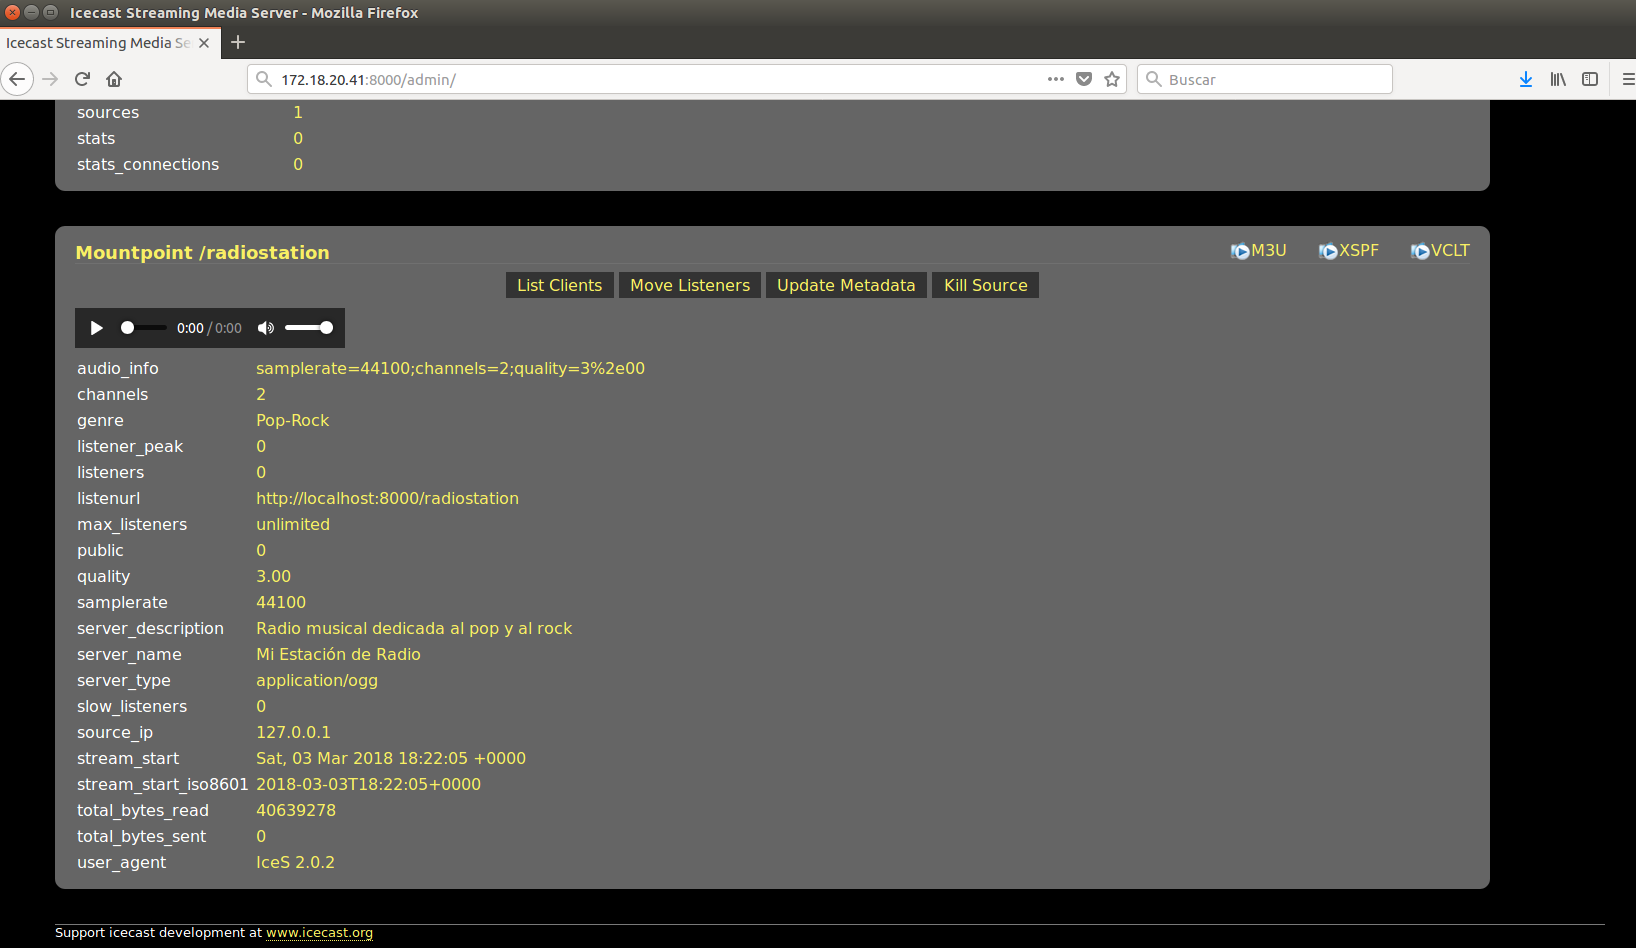 Icecast Streaming Media Server - Mozilla Firefox
Icecast Streaming Media Se
172.18.20.41:8000/admin/
Buscar
sources 1
stats 0
stats_connections 0
Mountpoint /radiostation M3U XSPF VCLT
List Clients Move Listeners Update Metadata Kill Source
0:00 / 0:00
audio_info samplerate=44100;channels=2;quality=3%2e00
channels 2
genre Pop-Rock
listener_peak 0
listeners 0
listenurl http://localhost:8000/radiostation
max_listeners unlimited
public 0
quality 3.00
samplerate 44100
server_description Radio musical dedicada al pop y al rock
server_name Mi Estación de Radio
server_type application/ogg
slow_listeners 0
source_ip 127.0.0.1
stream_start Sat, 03 Mar 2018 18:22:05 +0000
stream_start_iso8601 2018-03-03T18:22:05+0000
total_bytes_read 40639278
total_bytes_sent 0
user_agent IceS 2.0.2
Support icecast development at www.icecast.org